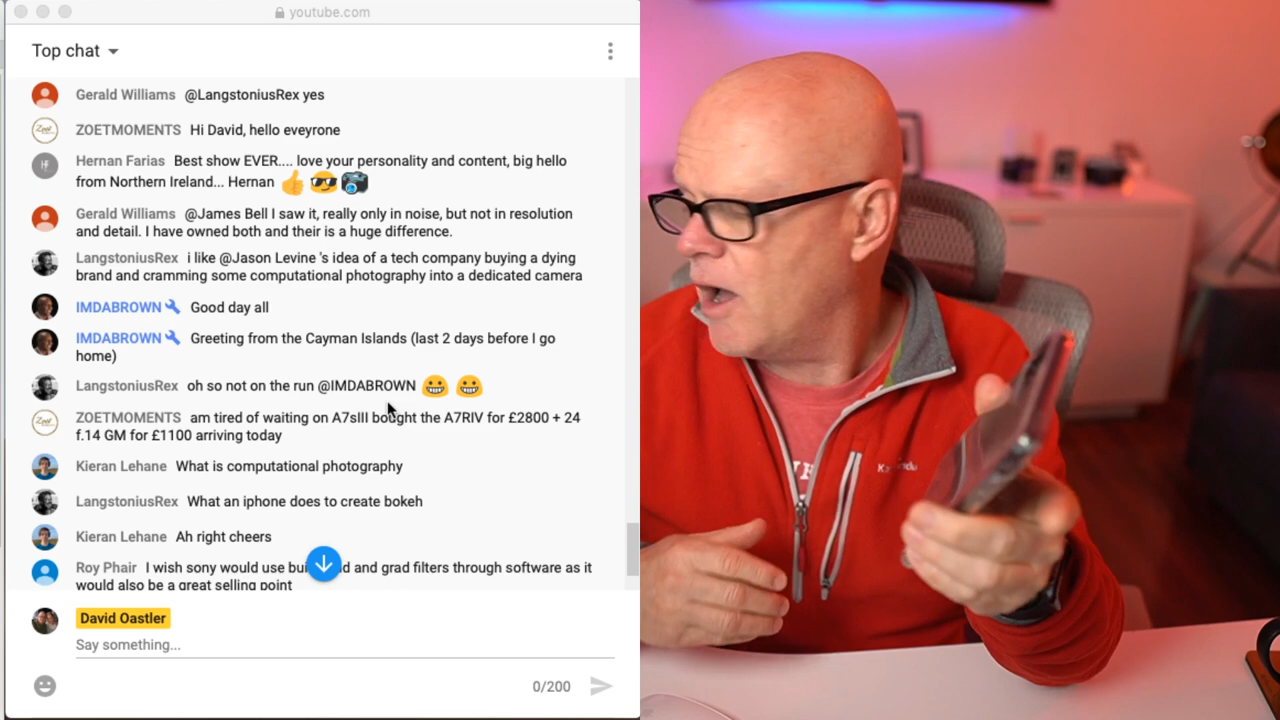 youtube.com
Top chat
Gerald Williams @LangstoniusRex yes
ZOETMOMENTS Hi David, hello eveyrone
Hernan Farias Best show EVER.... love your personality and content, big hello
from Northern Ireland... Hernan 👍 😎 📷
Gerald Williams @James Bell I saw it, really only in noise, but not in resolution
and detail. I have owned both and their is a huge difference.
LangstoniusRex i like @Jason Levine 's idea of a tech company buying a dying
brand and cramming some computational photography into a dedicated camera
IMDABROWN Good day all
IMDABROWN Greeting from the Cayman Islands (last 2 days before I go
home)
LangstoniusRex oh so not on the run @IMDABROWN 😀 😀
ZOETMOMENTS am tired of waiting on A7sIII bought the A7RIV for £2800 + 24
f.14 GM for £1100 arriving today
Kieran Lehane What is computational photography
LangstoniusRex What an iphone does to create bokeh
Kieran Lehane Ah right cheers
Roy Phair I wish sony would use and grad filters through software as it
would also be a great selling point
David Oastler
Say something...
0/200